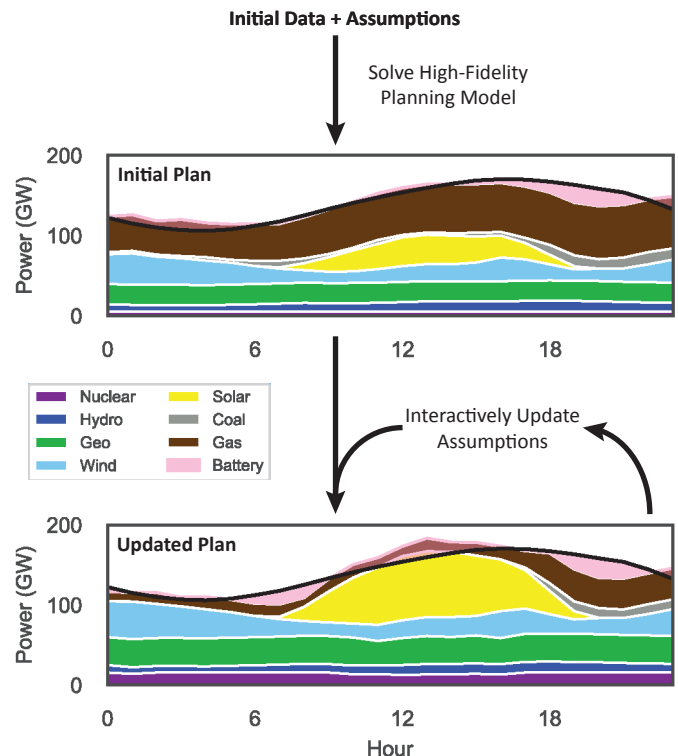 Initial Data + Assumptions
Solve High-Fidelity
Planning Model
200
Initial Plan
Power (GW)
100
0
0 6 12 18
Nuclear Solar
Hydro Coal
Geo Gas
Wind Battery
Interactively Update
Assumptions
200
Updated Plan
Power (GW)
100
0
0 6 12 18
Hour